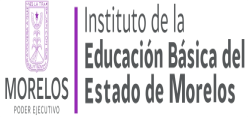 MORELOS
PODER EJECUTIVO
Instituto de la
Educación Básica del
Estado de Morelos